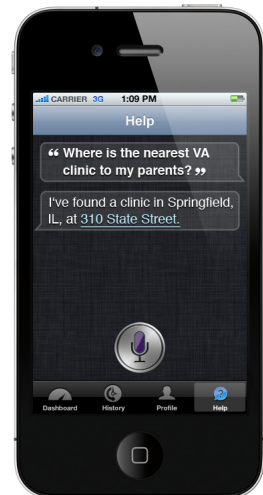 CARRIER 3G 1:09 PM
Help
“ Where is the nearest VA
clinic to my parents? ”
I've found a clinic in Springfield,
IL, at 310 State Street.
Dashboard History Profile Help